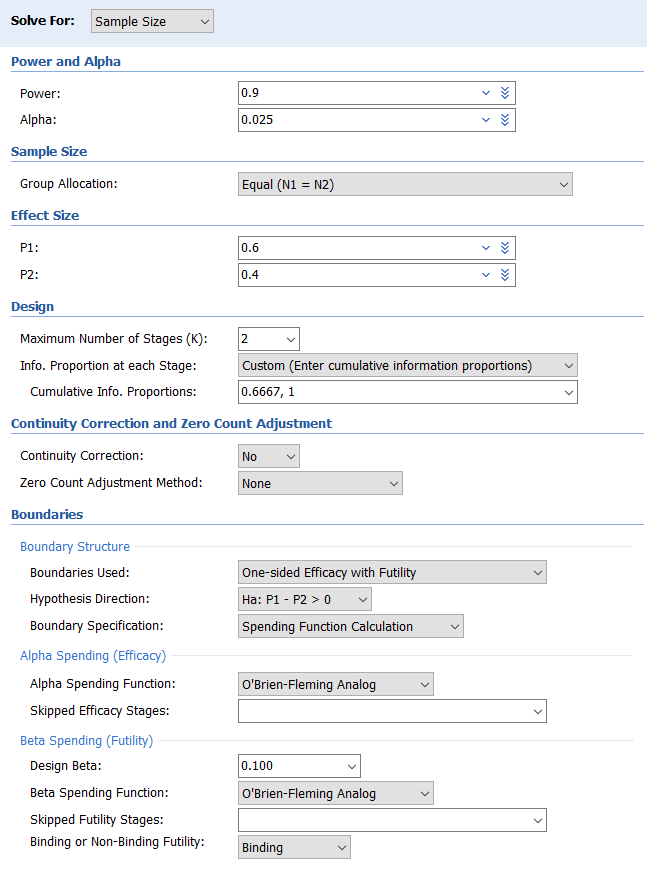 Solve For: Sample Size
Power and Alpha
Power: 0.9
Alpha: 0.025
Sample Size
Group Allocation: Equal (N1 = N2)
Effect Size
P1: 0.6
P2: 0.4
Design
Maximum Number of Stages (K): 2
Info. Proportion at each Stage: Custom (Enter cumulative information proportions)
Cumulative Info. Proportions: 0.6667, 1
Continuity Correction and Zero Count Adjustment
Continuity Correction: No
Zero Count Adjustment Method: None
Boundaries
Boundary Structure
Boundaries Used: One-sided Efficacy with Futility
Hypothesis Direction: Ha: P1 - P2 > 0
Boundary Specification: Spending Function Calculation
Alpha Spending (Efficacy)
Alpha Spending Function: O'Brien-Fleming Analog
Skipped Efficacy Stages:
Beta Spending (Futility)
Design Beta: 0.100
Beta Spending Function: O'Brien-Fleming Analog
Skipped Futility Stages:
Binding or Non-Binding Futility: Binding